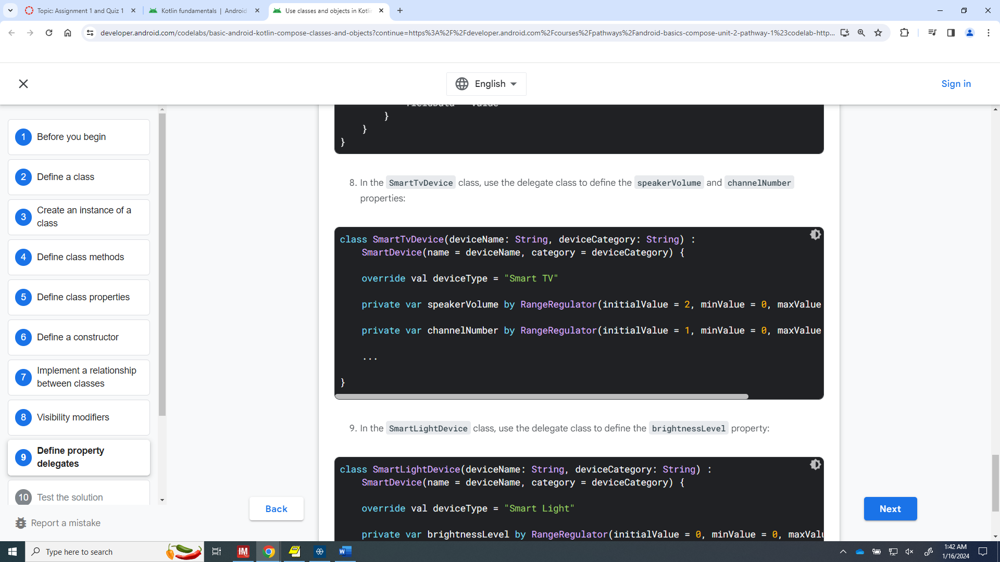 Topic: Assignment 1 and Quiz 1
Kotlin fundamentals | Android
Use classes and objects in Kotlin
developer.android.com/codelabs/basic-android-kotlin-compose-classes-and-objects?continue=https%3A%2F%2Fdeveloper.android.com%2Fcourses%2Fpathways%2Fandroid-basics-compose-unit-2-pathway-1%23codelab-http...
English
Sign in
1 Before you begin
2 Define a class
3 Create an instance of a
class
4 Define class methods
5 Define class properties
6 Define a constructor
7 Implement a relationship
between classes
8 Visibility modifiers
9 Define property
delegates
10 Test the solution
Report a mistake
fieldData = value
}
}
}
8. In the SmartTvDevice class, use the delegate class to define the speakerVolume and channelNumber
properties:
class SmartTvDevice(deviceName: String, deviceCategory: String) :
SmartDevice(name = deviceName, category = deviceCategory) {
override val deviceType = "Smart TV"
private var speakerVolume by RangeRegulator(initialValue = 2, minValue = 0, maxValue
private var channelNumber by RangeRegulator(initialValue = 1, minValue = 0, maxValue
...
}
9. In the SmartLightDevice class, use the delegate class to define the brightnessLevel property:
class SmartLightDevice(deviceName: String, deviceCategory: String) :
SmartDevice(name = deviceName, category = deviceCategory) {
override val deviceType = "Smart Light"
private var brightnessLevel by RangeRegulator(initialValue = 0, minValue = 0, maxValu
Back
Next
Type here to search
IM
W
1:42 AM
1/16/2024